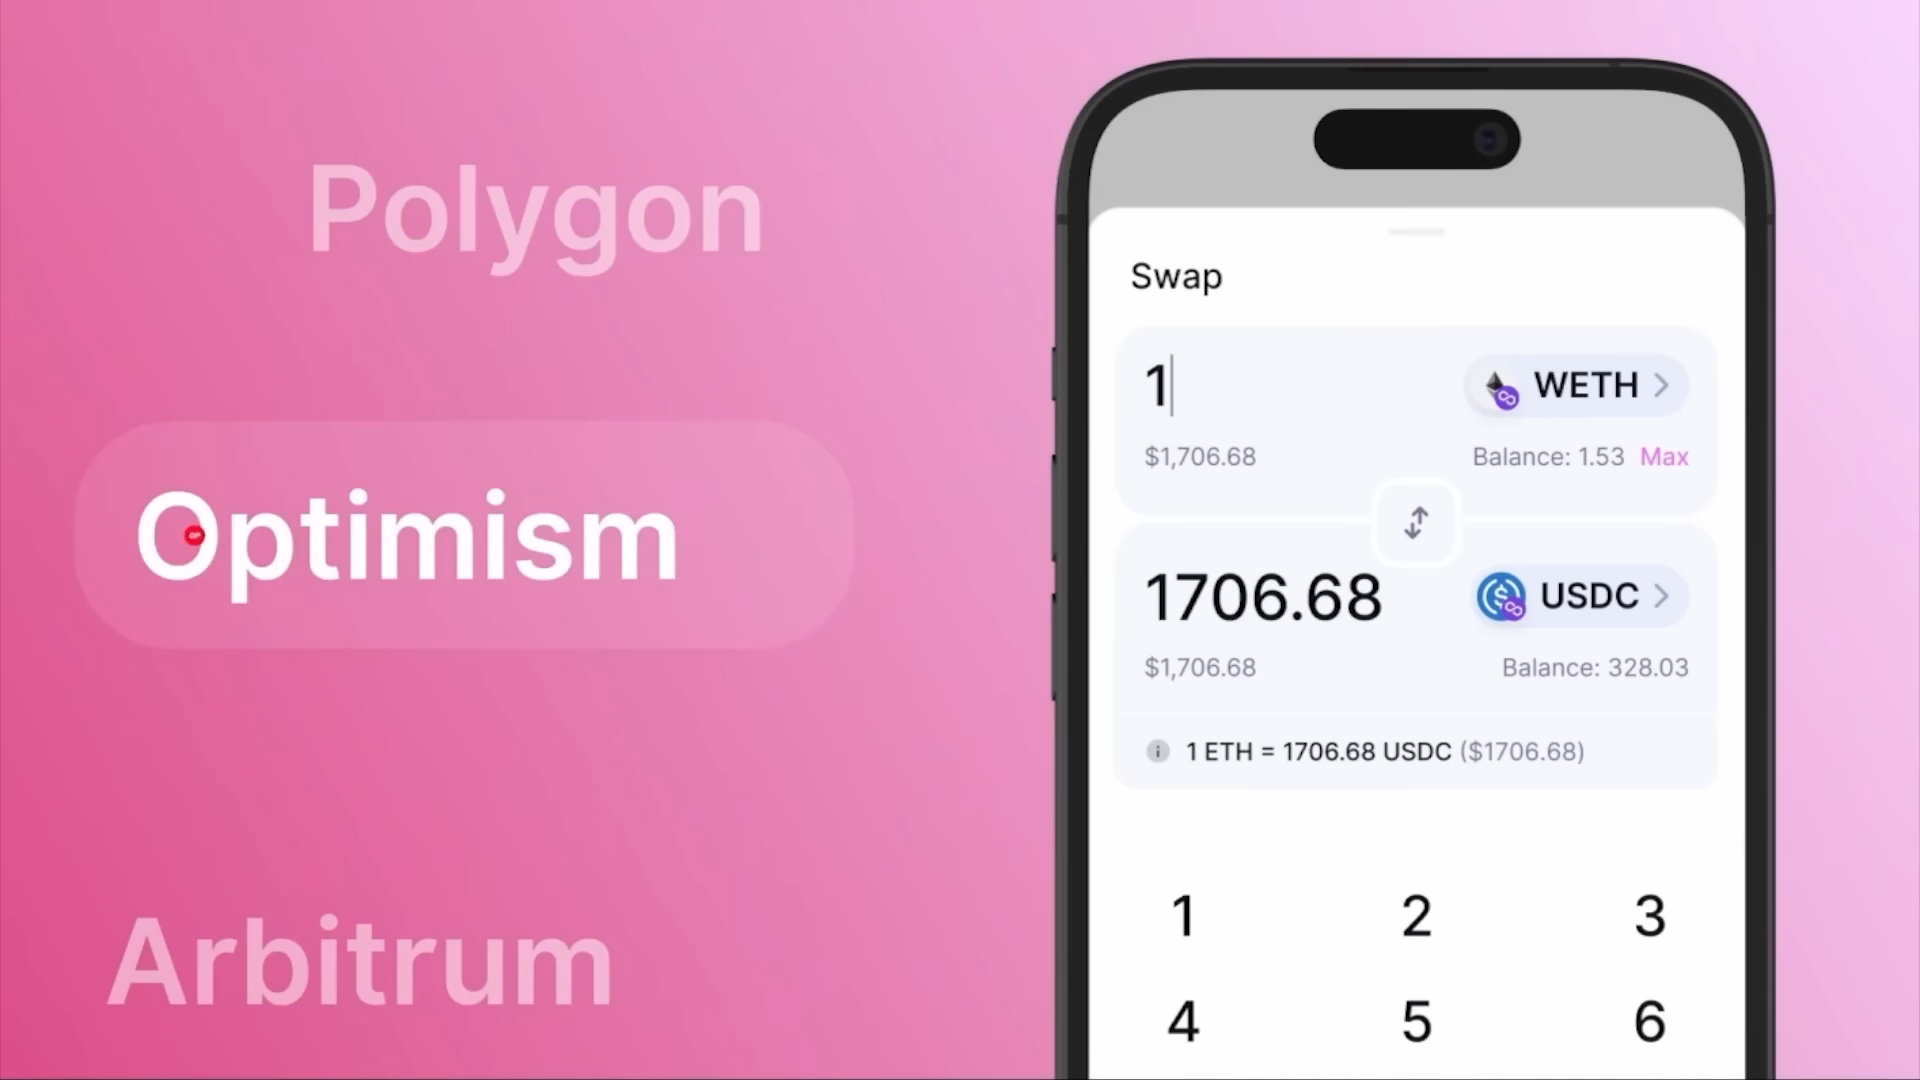 Polygon
Optimism
Arbitrum
Swap
1
WETH
$1,706.68
Balance: 1.53 Max
1706.68
USDC
$1,706.68
Balance: 328.03
1 ETH = 1706.68 USDC ($1706.68)
1 2 3
4 5 6